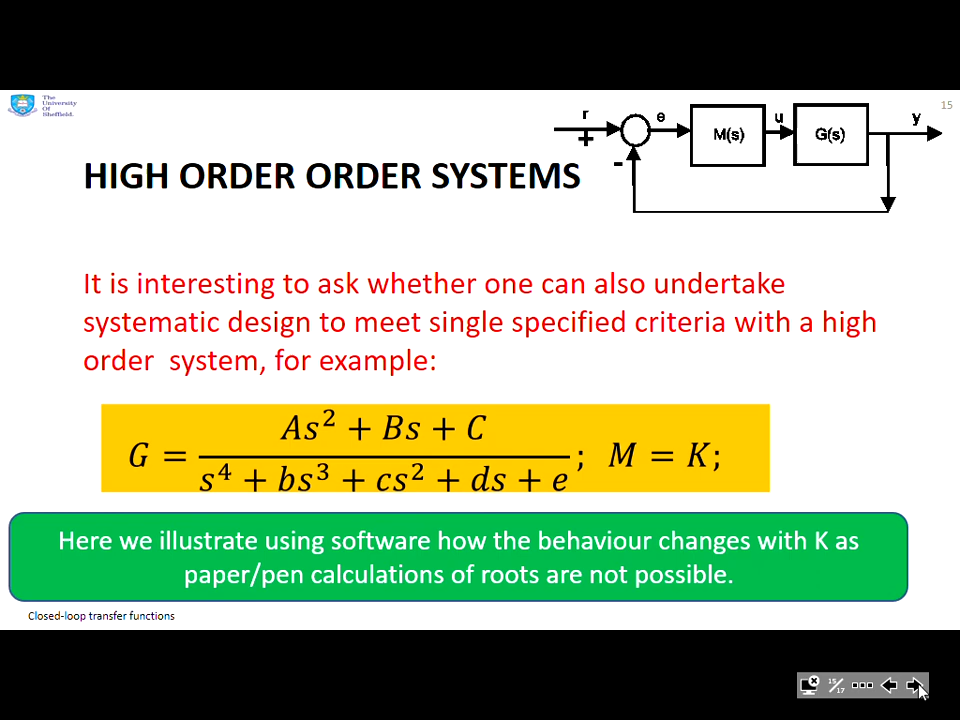 The
University
Of
Sheffield.
15
r
e
u
y
+
M(s)
G(s)
-
HIGH ORDER ORDER SYSTEMS
It is interesting to ask whether one can also undertake
systematic design to meet single specified criteria with a high
order system, for example:
G = \frac{As^2 + Bs + C}{s^4 + bs^3 + cs^2 + ds + e}; M = K;
Here we illustrate using software how the behaviour changes with K as
paper/pen calculations of roots are not possible.
Closed-loop transfer functions
15/17